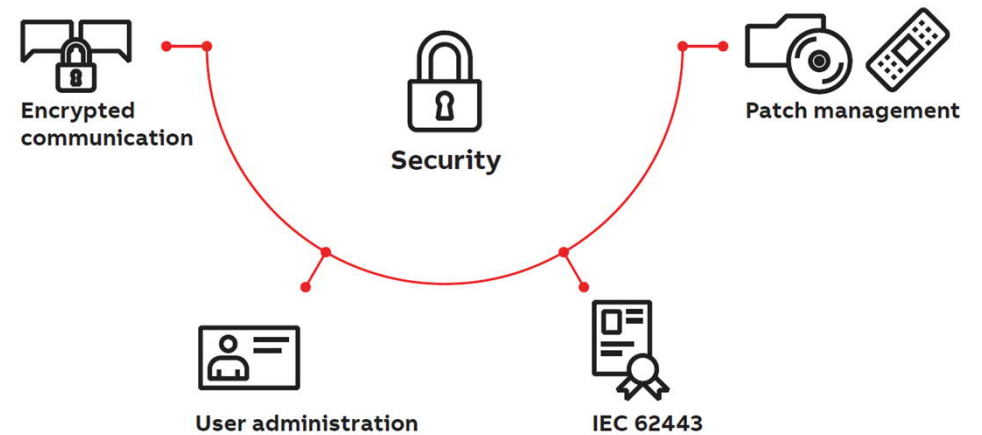 Encrypted
communication
Security
Patch management
User administration
IEC 62443